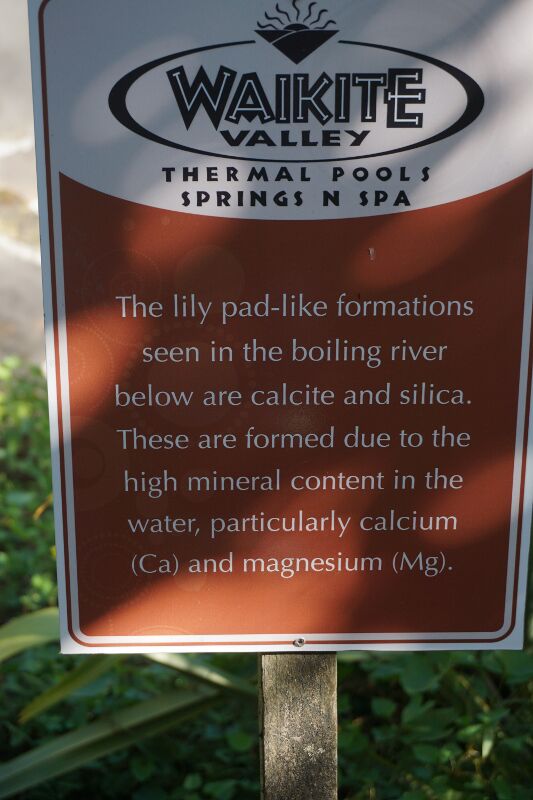 WAIKITE
VALLEY
THERMAL POOLS
SPRINGS N SPA
The lily pad-like formations
seen in the boiling river
below are calcite and silica.
These are formed due to the
high mineral content in the
water, particularly calcium
(Ca) and magnesium (Mg).